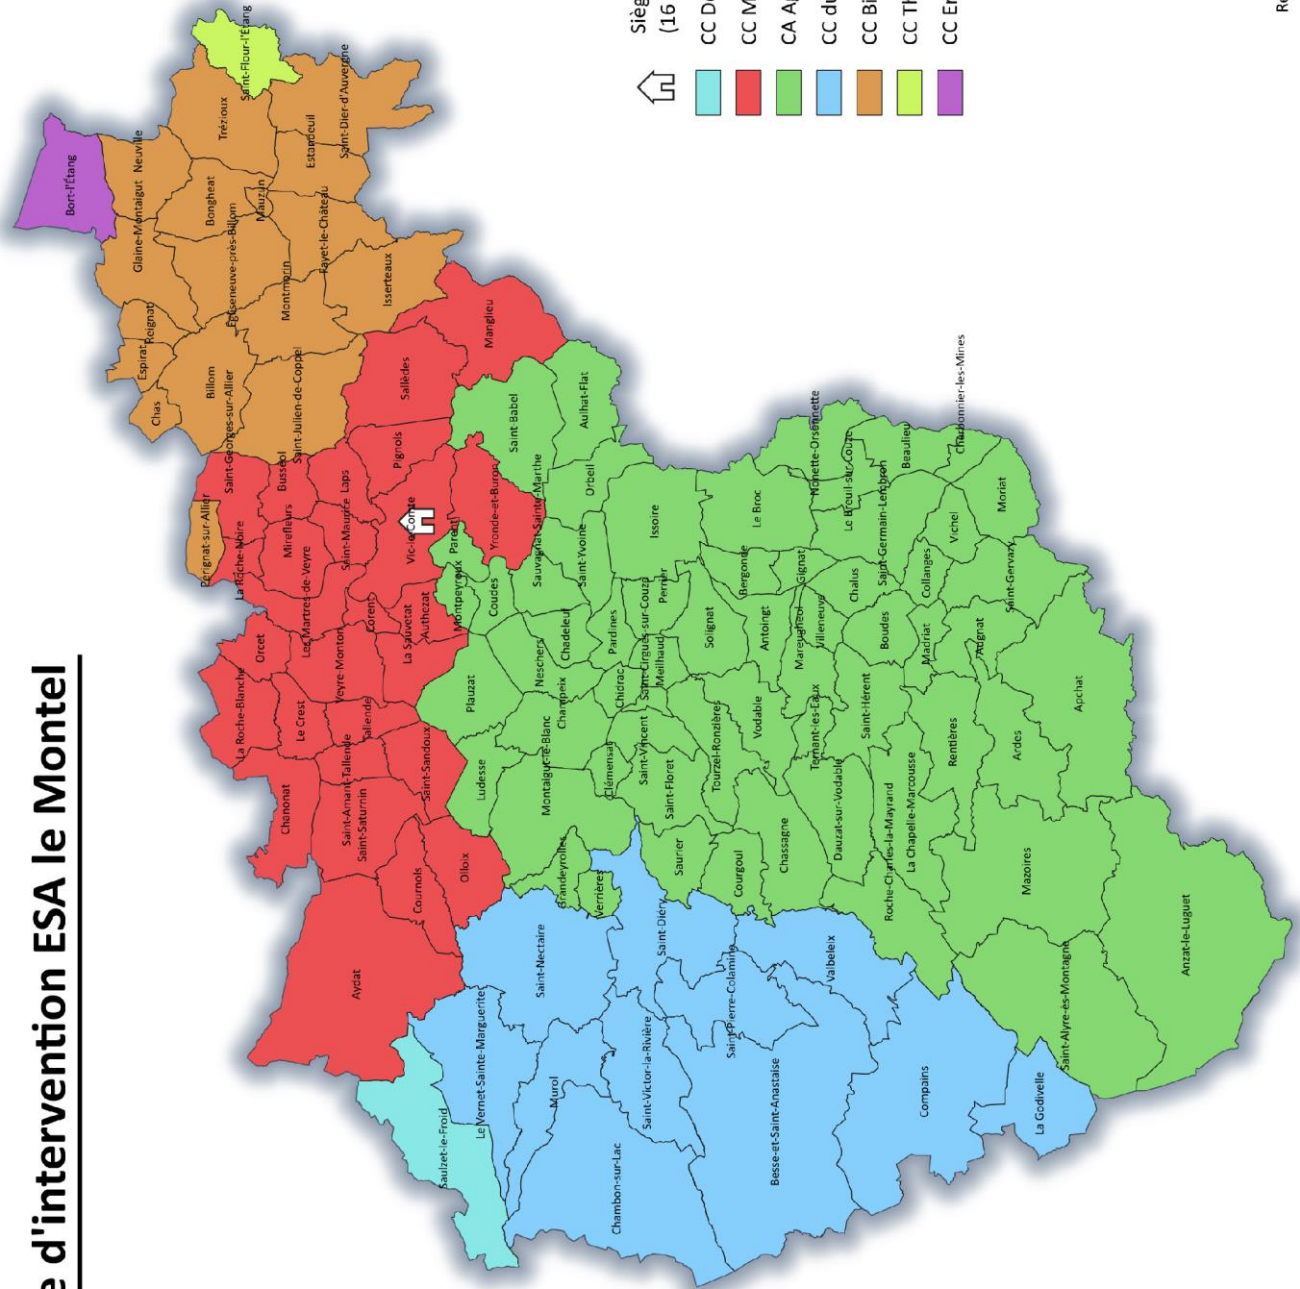 e d'intervention ESA le Montel
Sièg
(16
CC D
CC M
CA A
CC du
CC Bi
CC Th
CC En
Re
Bort-l'Étang
Saint-Flour-l'Étang
Trézioux
Neuville
Glaine-Montaigut
Estandeuil
Saint-Dier-d'Auvergne
Bongheat
Mauzun
Égliseneuve-près-Billom
Fayet-le-Château
Montmorin
Isserteaux
Reignat
Espirat
Chas
Billom
Saint-Julien-de-Coppel
Pérignat-sur-Allier
Saint-Georges-sur-Allier
La Roche-Noire
Busséol
Mirefleurs
Laps
Saint-Maurice
Pignols
Sallèdes
Manglieu
Vic-le-Comte
Yronde-et-Buron
Parent
Les Martres-de-Veyre
Corent
La Sauvetat
Authezat
Orcet
Veyre-Monton
La Roche-Blanche
Le Crest
Tallende
Chanonat
Saint-Amant-Tallende
Saint-Saturnin
Saint-Sandoux
Cournols
Olloix
Aydat
Saulzet-le-Froid
Le Vernet-Sainte-Marguerite
Saint-Nectaire
Murol
Chambon-sur-Lac
Saint-Victor-la-Rivière
Saint-Diéry
Saint-Pierre-Colamine
Besse-et-Saint-Anastaise
Valbeleix
Compains
La Godivelle
Montpeyroux
Coudes
Plauzat
Neschers
Chadeleuf
Champeix
Ludesse
Montaigut-le-Blanc
Grandeyrolles
Verrières
Clémensat
Chidrac
Pardines
Saint-Cirgues-sur-Couze
Meilhaud
Perrier
Saint-Vincent
Saint-Floret
Saurier
Courgoul
Tourzel-Ronzières
Solignat
Saint-Babel
Aulhat-Flat
Sauvagnat-Sainte-Marthe
Orbeil
Saint-Yvoine
Issoire
Le Broc
Bergonne
Gignat
Antoingt
Mareugheol
Villeneuve
Vodable
Ternant-les-Eaux
Chassagne
Dauzat-sur-Vodable
Saint-Hérent
Boudes
Chalus
Nonette-Orsonnette
Le Breuil-sur-Couze
Saint-Germain-Lembron
Beaulieu
Charbonnier-les-Mines
Collanges
Vichel
Moriat
Madriat
Saint-Gervazy
Augnat
Rentières
Roche-Charles-la-Mayrand
La Chapelle-Marcousse
Ardes
Apchat
Mazoires
Saint-Alyre-ès-Montagne
Anzat-le-Luguet